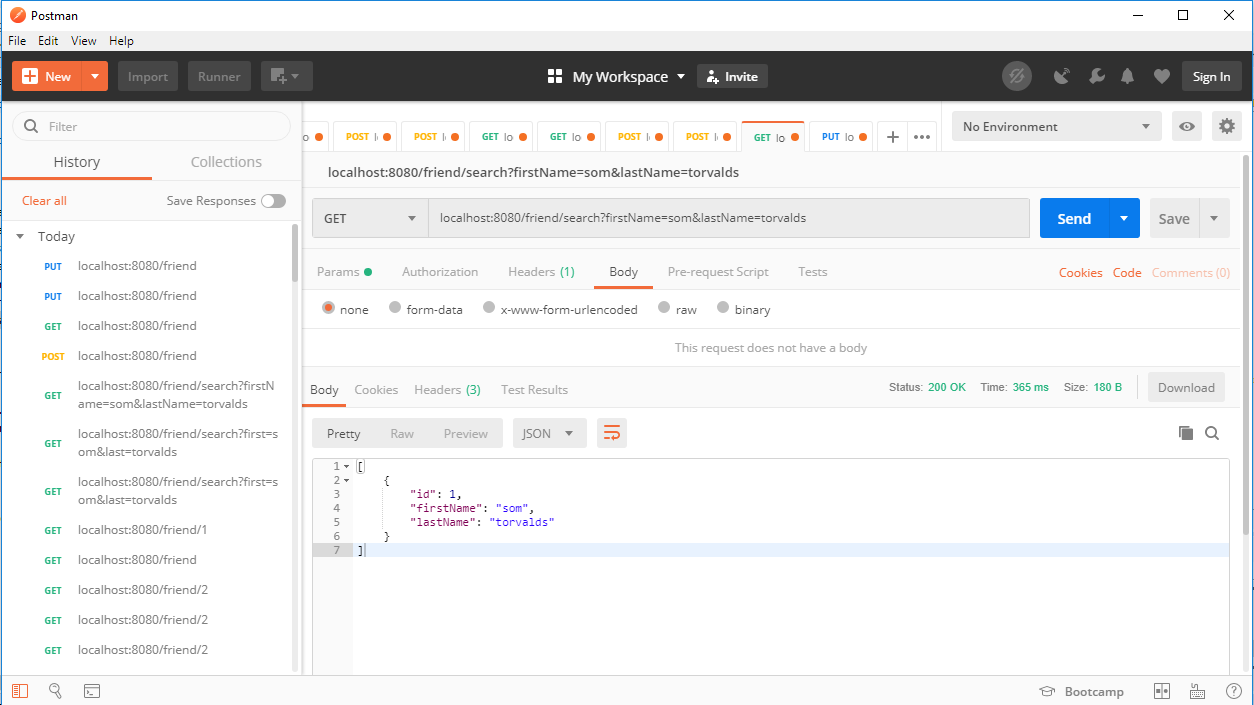 Postman
File Edit View Help
New Import Runner My Workspace Invite Sign In
Filter
History Collections
Clear all Save Responses
Today
PUT localhost:8080/friend
PUT localhost:8080/friend
GET localhost:8080/friend
POST localhost:8080/friend
GET localhost:8080/friend/search?firstN
ame=som&lastName=torvalds
GET localhost:8080/friend/search?first=s
om&last=torvalds
GET localhost:8080/friend/search?first=s
om&last=torvalds
GET localhost:8080/friend/1
GET localhost:8080/friend
GET localhost:8080/friend/2
GET localhost:8080/friend/2
GET localhost:8080/friend/2
POST POST GET lo GET lo POST POST GET lo PUT lo
No Environment
localhost:8080/friend/search?firstName=som&lastName=torvalds
GET localhost:8080/friend/search?firstName=som&lastName=torvalds Send Save
Params Authorization Headers (1) Body Pre-request Script Tests Cookies Code Comments (0)
none form-data x-www-form-urlencoded raw binary
This request does not have a body
Body Cookies Headers (3) Test Results Status: 200 OK Time: 365 ms Size: 180 B Download
Pretty Raw Preview JSON
1 [
2 {
3 "id": 1,
4 "firstName": "som",
5 "lastName": "torvalds"
6 }
7 ]
Bootcamp